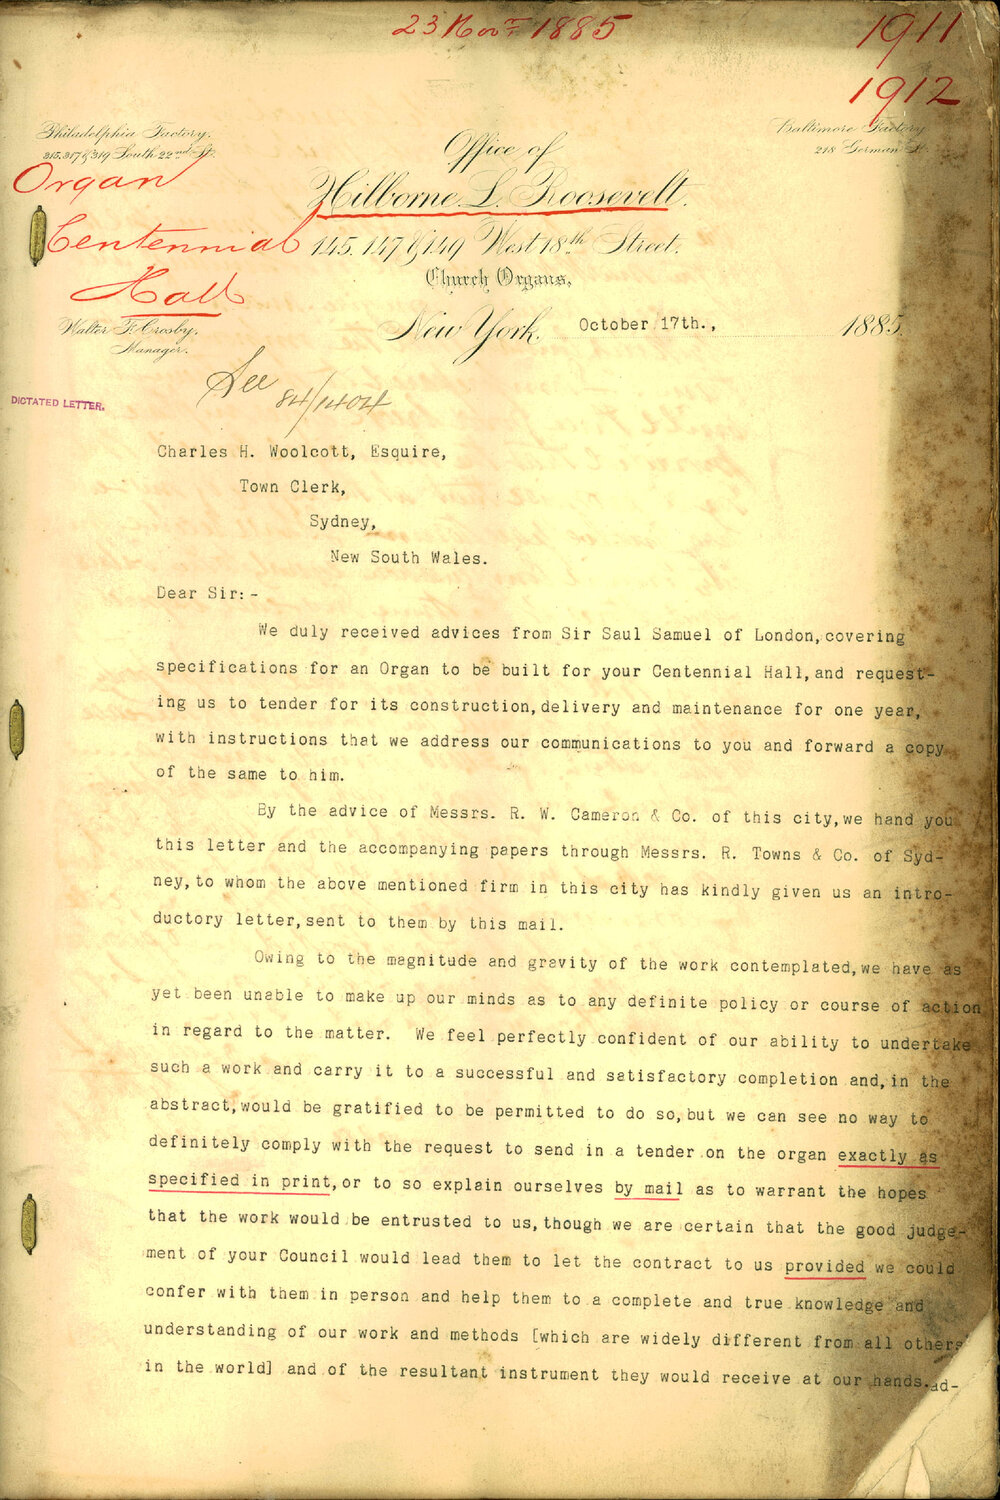 23 Novr 1885
1911
1912
Philadelphia Factory.
315, 317 & 319 South 22nd St.
Baltimore Factory
218 German St.
Office of
Hilborne L. Roosevelt.
145. 147 & 149 West 18th Street.
Church Organs,
Organ
Centennial
Hall
Walter F. Crosby.
Manager.
New York. October 17th., 1885.
See 84/1404
DICTATED LETTER.
Charles H. Woolcott, Esquire,
Town Clerk,
Sydney,
New South Wales.
Dear Sir:-
We duly received advices from Sir Saul Samuel of London, covering
specifications for an Organ to be built for your Centennial Hall, and request-
ing us to tender for its construction, delivery and maintenance for one year,
with instructions that we address our communications to you and forward a copy
of the same to him.
By the advice of Messrs. R. W. Cameron & Co. of this city, we hand you
this letter and the accompanying papers through Messrs. R. Towns & Co. of Syd-
ney, to whom the above mentioned firm in this city has kindly given us an intro-
ductory letter, sent to them by this mail.
Owing to the magnitude and gravity of the work contemplated, we have as
yet been unable to make up our minds as to any definite policy or course of action
in regard to the matter. We feel perfectly confident of our ability to undertake
such a work and carry it to a successful and satisfactory completion and, in the
abstract, would be gratified to be permitted to do so, but we can see no way to
definitely comply with the request to send in a tender on the organ exactly as
specified in print, or to so explain ourselves by mail as to warrant the hopes
that the work would be entrusted to us, though we are certain that the good judge-
ment of your Council would lead them to let the contract to us provided we could
confer with them in person and help them to a complete and true knowledge and
understanding of our work and methods [which are widely different from all others
in the world] and of the resultant instrument they would receive at our hands. ad-